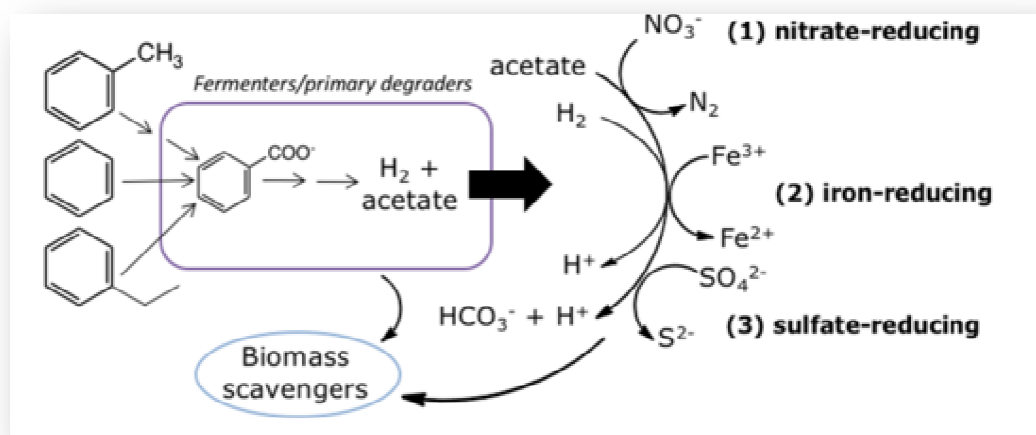 NO₃⁻ (1) nitrate-reducing
CH₃
acetate
Fermenters/primary degraders
H₂
N₂
COO⁻
Fe³⁺
H₂ +
acetate
(2) iron-reducing
Fe²⁺
H⁺
SO₄²⁻
HCO₃⁻ + H⁺
S²⁻ (3) sulfate-reducing
Biomass
scavengers